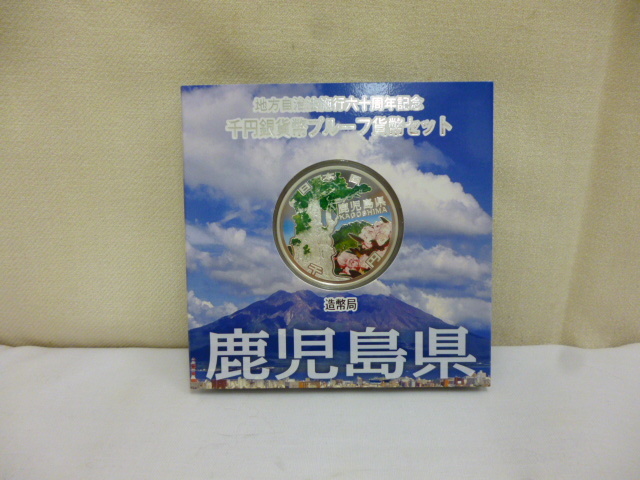 地方自治法施行六十周年記念
千円銀貨幣プルーフ貨幣セット
日本国
鹿児島県
KAGOSHIMA
千円
造幣局
鹿児島県